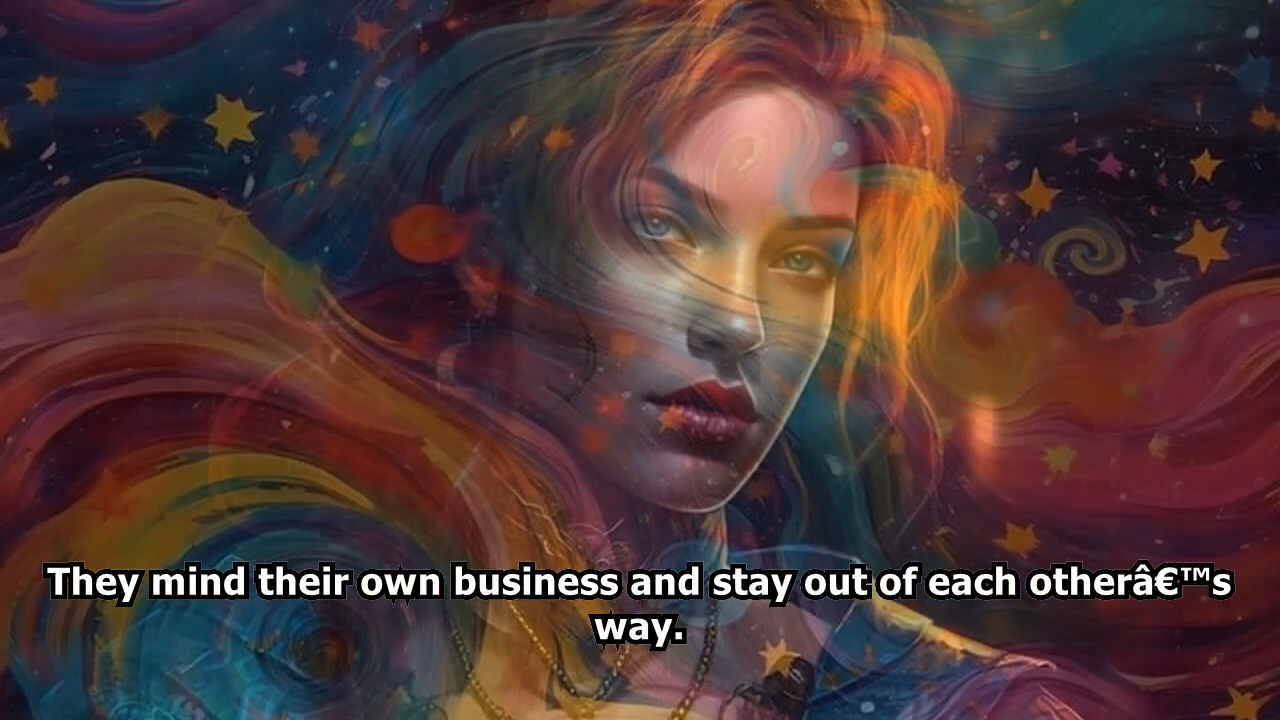 They mind their own business and stay out of each otherâ€™s
way.